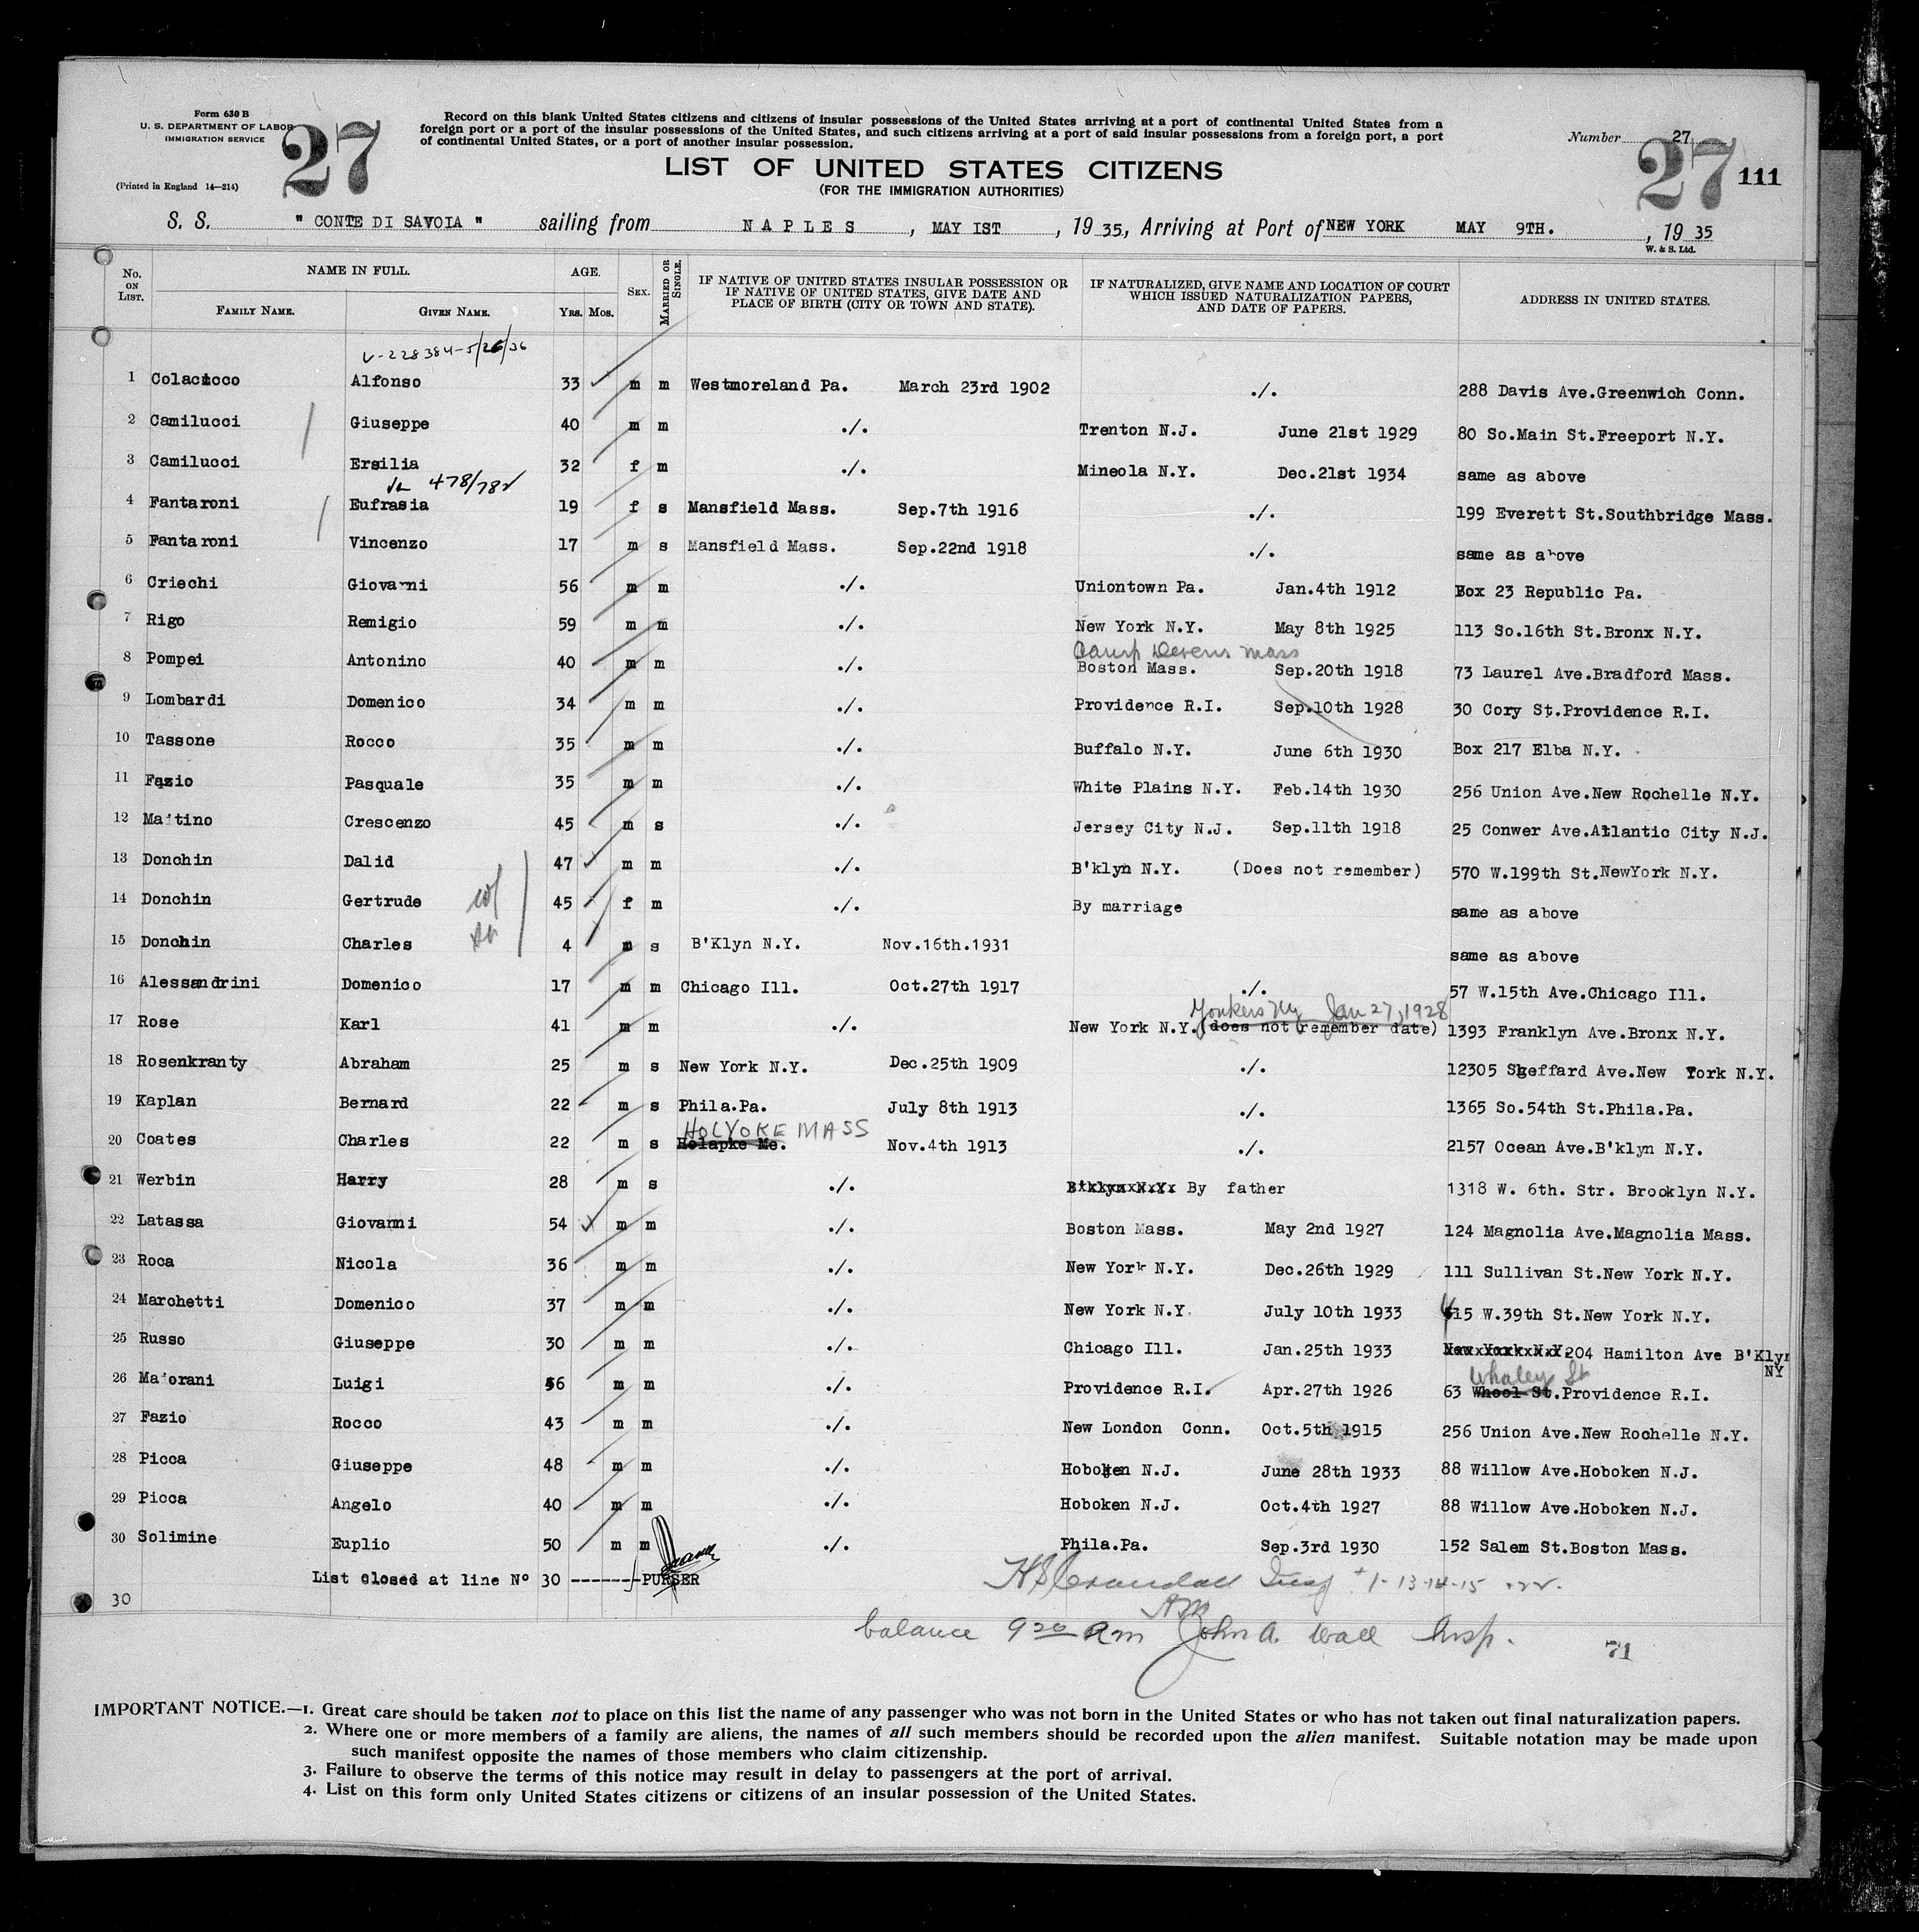 Form 630 B
U. S. DEPARTMENT OF LABOR
IMMIGRATION SERVICE
(Printed in England 14—214)
27
Record on this blank United States citizens and citizens of insular possessions of the United States arriving at a port of continental United States from a
foreign port or a port of the insular possessions of the United States, and such citizens arriving at a port of said insular possessions from a foreign port, a port
of continental United States, or a port of another insular possession.
Number 27
27 111
LIST OF UNITED STATES CITIZENS
(FOR THE IMMIGRATION AUTHORITIES)
S. S. " CONTE DI SAVOIA " sailing from NAPLES , MAY IST , 19 35, Arriving at Port of NEW YORK MAY 9TH. , 19 35
W. & S. Ltd.
No. ON LIST. NAME IN FULL. FAMILY NAME. GIVEN NAME. AGE. YRS. MOS. SEX. MARRIED OR SINGLE. IF NATIVE OF UNITED STATES INSULAR POSSESSION OR IF NATIVE OF UNITED STATES, GIVE DATE AND PLACE OF BIRTH (CITY OR TOWN AND STATE). IF NATURALIZED, GIVE NAME AND LOCATION OF COURT WHICH ISSUED NATURALIZATION PAPERS, AND DATE OF PAPERS. ADDRESS IN UNITED STATES.
V-228384-5/26/36
1 Colacicco Alfonso 33 m m Westmoreland Pa. March 23rd 1902 ./. 288 Davis Ave.Greenwich Conn.
2 Camilucci Giuseppe 40 m m ./. Trenton N.J. June 21st 1929 80 So.Main St.Freeport N.Y.
3 Camilucci Ersilia 32 f m ./. Mineola N.Y. Dec.21st 1934 same as above
478/782
4 Fantaroni Eufrasia 19 f s Mansfield Mass. Sep.7th 1916 ./. 199 Everett St.Southbridge Mass.
5 Fantaroni Vincenzo 17 m s Mansfield Mass. Sep.22nd 1918 ./. same as above
6 Criechi Giovanni 56 m m ./. Uniontown Pa. Jan.4th 1912 Box 23 Republic Pa.
7 Rigo Remigio 59 m m ./. New York N.Y. May 8th 1925 113 So.16th St.Bronx N.Y.
Camp Devens Mass
8 Pompei Antonino 40 m m ./. Boston Mass. Sep.20th 1918 73 Laurel Ave.Bradford Mass.
9 Lombardi Domenico 34 m m ./. Providence R.I. Sep.10th 1928 30 Cory St.Providence R.I.
10 Tassone Rocco 35 m m ./. Buffalo N.Y. June 6th 1930 Box 217 Elba N.Y.
11 Fazio Pasquale 35 m m ./. White Plains N.Y. Feb.14th 1930 256 Union Ave.New Rochelle N.Y.
12 Mattino Crescenzo 45 m s ./. Jersey City N.J. Sep.11th 1918 25 Conwer Ave.Atlantic City N.J.
13 Donchin Dalid 47 m m ./. B'klyn N.Y. (Does not remember) 570 W.199th St.NewYork N.Y.
14 Donchin Gertrude 45 f m ./. By marriage same as above
15 Donchin Charles 4 m s B'Klyn N.Y. Nov.16th.1931 same as above
16 Alessandrini Domenico 17 m m Chicago Ill. Oct.27th 1917 ./. 57 W.15th Ave.Chicago Ill.
Yonkers NY Jan 27, 1928
17 Rose Karl 41 m m ./. New York N.Y. (does not remember date) 1393 Franklyn Ave.Bronx N.Y.
18 Rosenkranty Abraham 25 m s New York N.Y. Dec.25th 1909 ./. 12305 Sheffard Ave.New York N.Y.
19 Kaplan Bernard 22 m s Phila.Pa. July 8th 1913 ./. 1365 So.54th St.Phila.Pa.
HOLYOKE MASS
20 Coates Charles 22 m s Holapke Me. Nov.4th 1913 ./. 2157 Ocean Ave.B'klyn N.Y.
21 Werbin Harry 28 m s ./. B'klyn N.Y. By father 1318 W. 6th. Str. Brooklyn N.Y.
22 Latassa Giovanni 54 m m ./. Boston Mass. May 2nd 1927 124 Magnolia Ave.Magnolia Mass.
23 Roca Nicola 36 m m ./. New York N.Y. Dec.26th 1929 111 Sullivan St.New York N.Y.
24 Marchetti Domenico 37 m m ./. New York N.Y. July 10th 1933 415 W.39th St.New York N.Y.
25 Russo Giuseppe 30 m m ./. Chicago Ill. Jan.25th 1933 New York N.Y. 204 Hamilton Ave B'Klyn NY
Whaley St
26 Majorani Luigi 56 m m ./. Providence R.I. Apr.27th 1926 63 Whool St.Providence R.I.
27 Fazio Rocco 43 m m ./. New London Conn. Oct.5th 1915 256 Union Ave.New Rochelle N.Y.
28 Picca Giuseppe 48 m m ./. Hoboken N.J. June 28th 1933 88 Willow Ave.Hoboken N.J.
29 Picca Angelo 40 m m ./. Hoboken N.J. Oct.4th 1927 88 Willow Ave.Hoboken N.J.
30 Solimine Euplio 50 m m ./. Phila.Pa. Sep.3rd 1930 152 Salem St.Boston Mass.
List closed at line No 30 -------PURSER
H S Crandall Insp 1-13-14-15
30
balance 9 20 AM John A. Wall Insp.
71
IMPORTANT NOTICE.—1. Great care should be taken not to place on this list the name of any passenger who was not born in the United States or who has not taken out final naturalization papers.
2. Where one or more members of a family are aliens, the names of all such members should be recorded upon the alien manifest. Suitable notation may be made upon
such manifest opposite the names of those members who claim citizenship.
3. Failure to observe the terms of this notice may result in delay to passengers at the port of arrival.
4. List on this form only United States citizens or citizens of an insular possession of the United States.